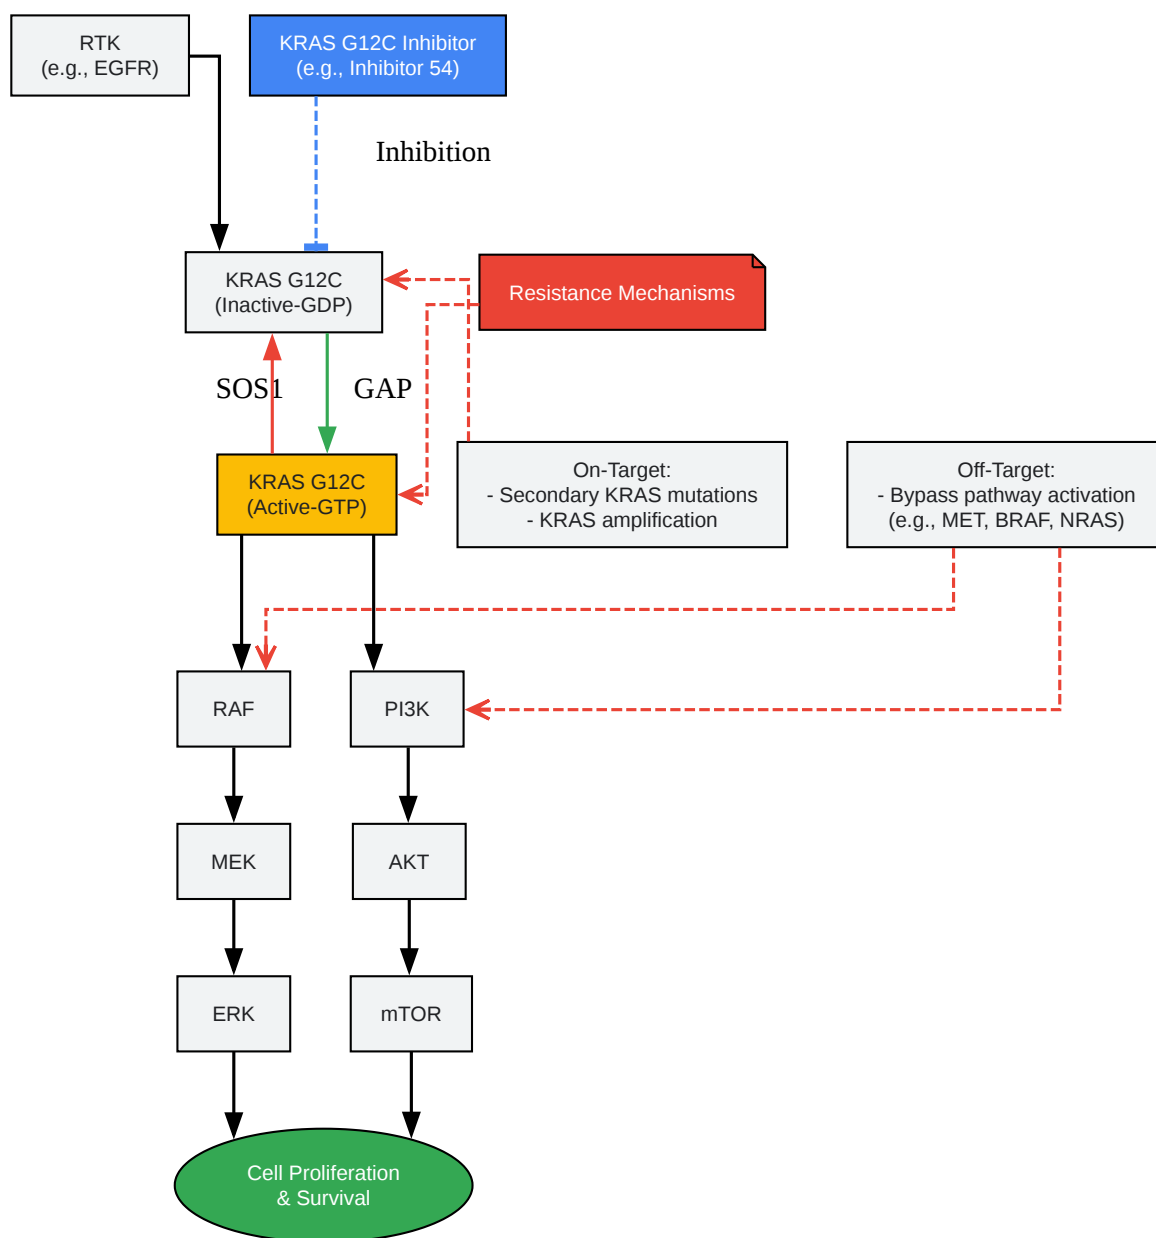 RTK
(e.g., EGFR)
KRAS G12C Inhibitor
(e.g., Inhibitor 54)
Inhibition
KRAS G12C
(Inactive-GDP)
Resistance Mechanisms
SOS1
GAP
KRAS G12C
(Active-GTP)
On-Target:
- Secondary KRAS mutations
- KRAS amplification
Off-Target:
- Bypass pathway activation
(e.g., MET, BRAF, NRAS)
RAF
PI3K
MEK
AKT
ERK
mTOR
Cell Proliferation
& Survival